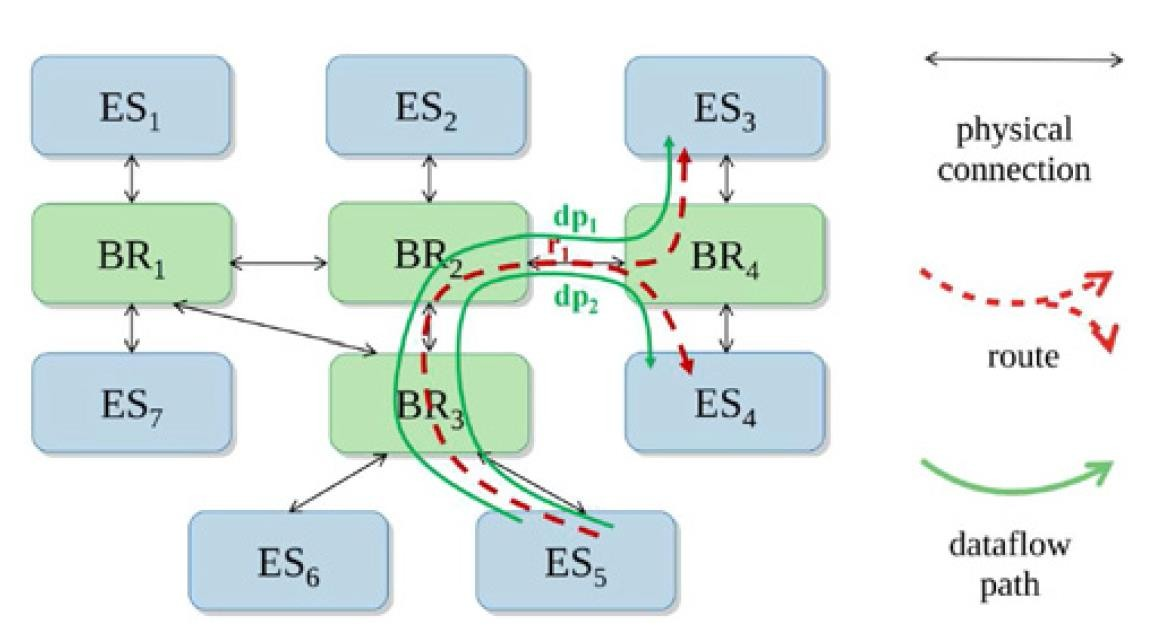 ES1
ES2
ES3
physical
connection
BR1
BR2
dp1
r1
dp2
BR4
route
ES7
BR3
ES4
dataflow
path
ES6
ES5